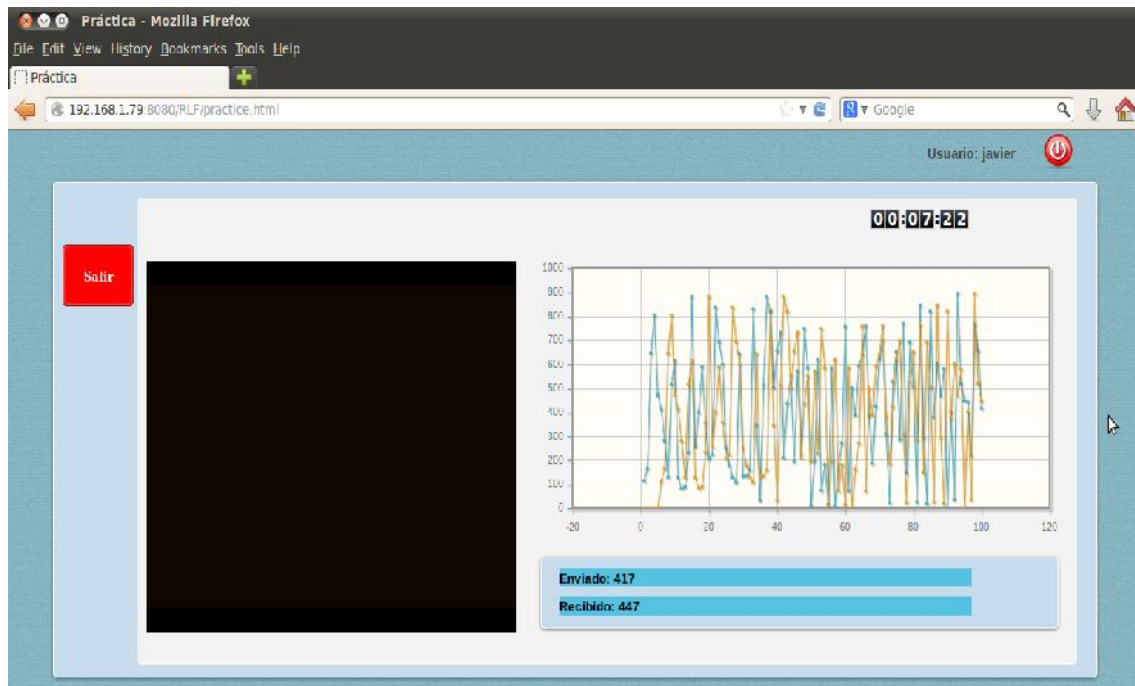 Práctica - Mozilla Firefox
File Edit View History Bookmarks Tools Help
Práctica
192.168.1.79:8080/RLF/practice.html Google
Usuario: javier
00:07:22
Salir
1000
900
800
700
600
500
400
300
200
100
0
-20 0 20 40 60 80 100 120
Enviado: 417
Recibido: 447